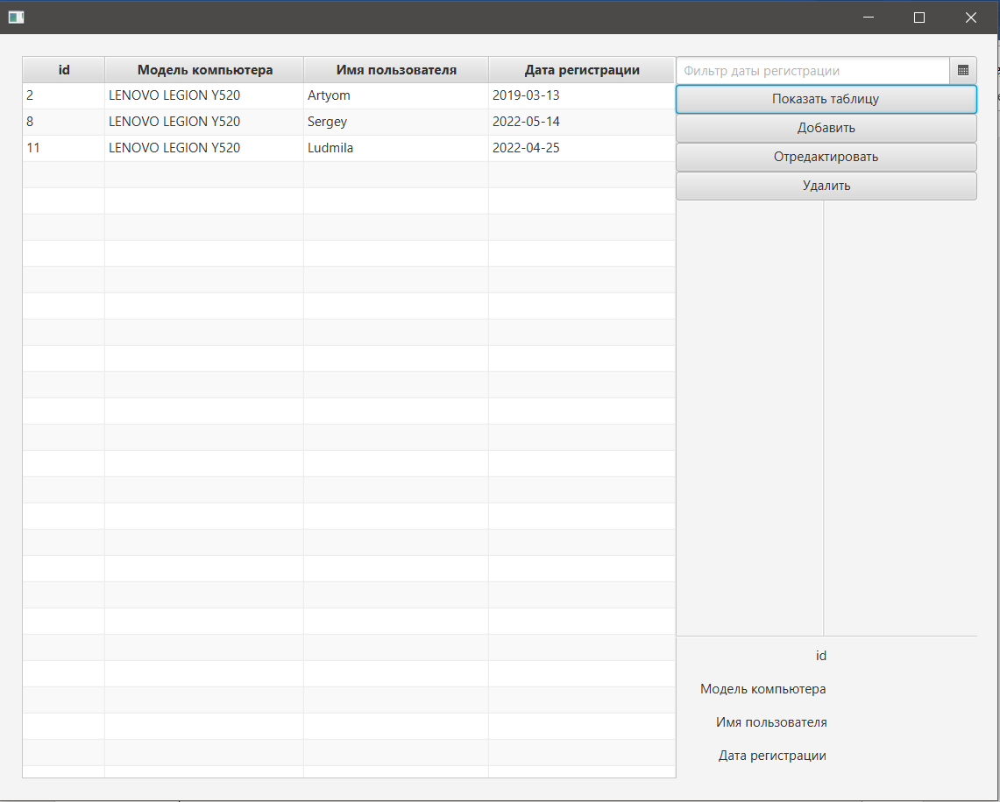 id Модель компьютера Имя пользователя Дата регистрации
2 LENOVO LEGION Y520 Artyom 2019-03-13
8 LENOVO LEGION Y520 Sergey 2022-05-14
11 LENOVO LEGION Y520 Ludmila 2022-04-25
Фильтр даты регистрации
Показать таблицу
Добавить
Отредактировать
Удалить
id
Модель компьютера
Имя пользователя
Дата регистрации